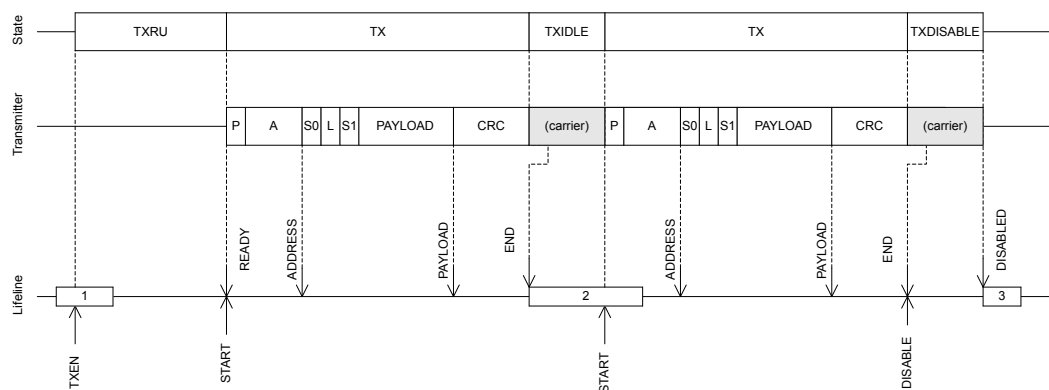 State
TXRU
TX
TXIDLE
TX
TXDISABLE
Transmitter
P
A
S0
L
S1
PAYLOAD
CRC
(carrier)
P
A
S0
L
S1
PAYLOAD
CRC
(carrier)
READY
ADDRESS
PAYLOAD
END
ADDRESS
PAYLOAD
END
DISABLED
Lifeline
1
2
3
TXEN
START
START
DISABLE